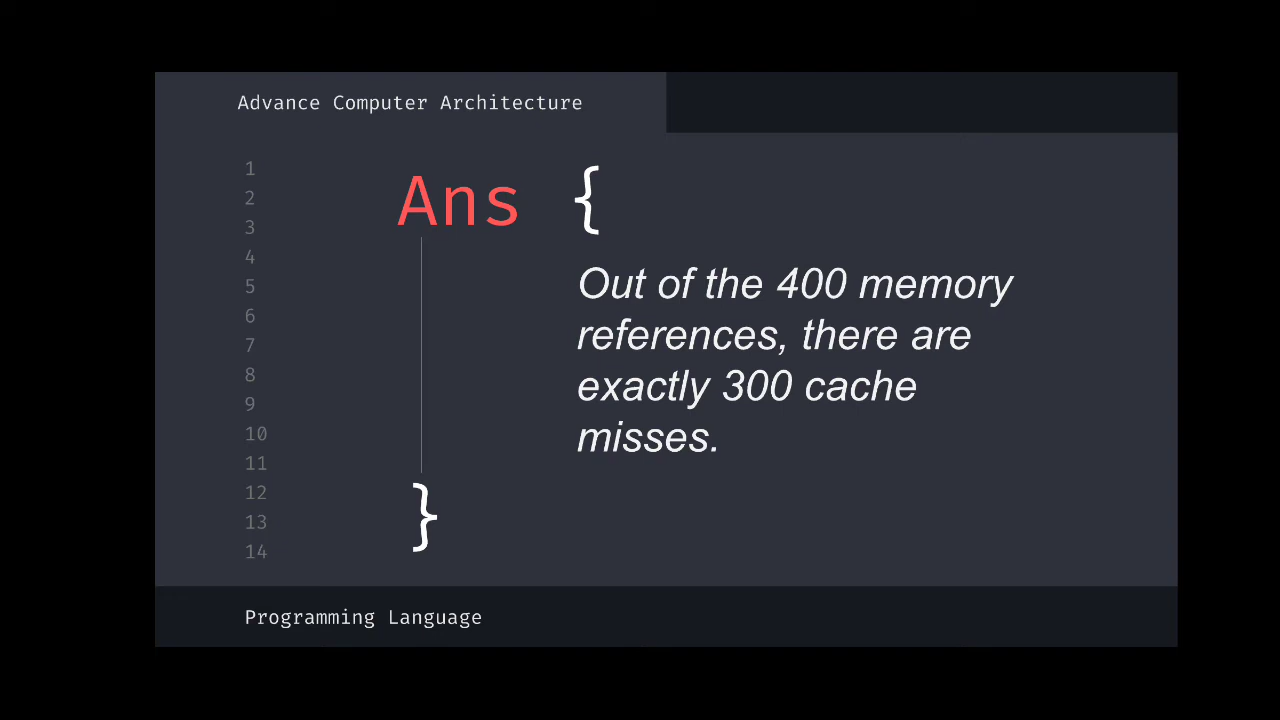 Advance Computer Architecture
1
2
3
4
5
6
7
8
9
10
11
12
13
14
Ans {
Out of the 400 memory
references, there are
exactly 300 cache
misses.
}
Programming Language